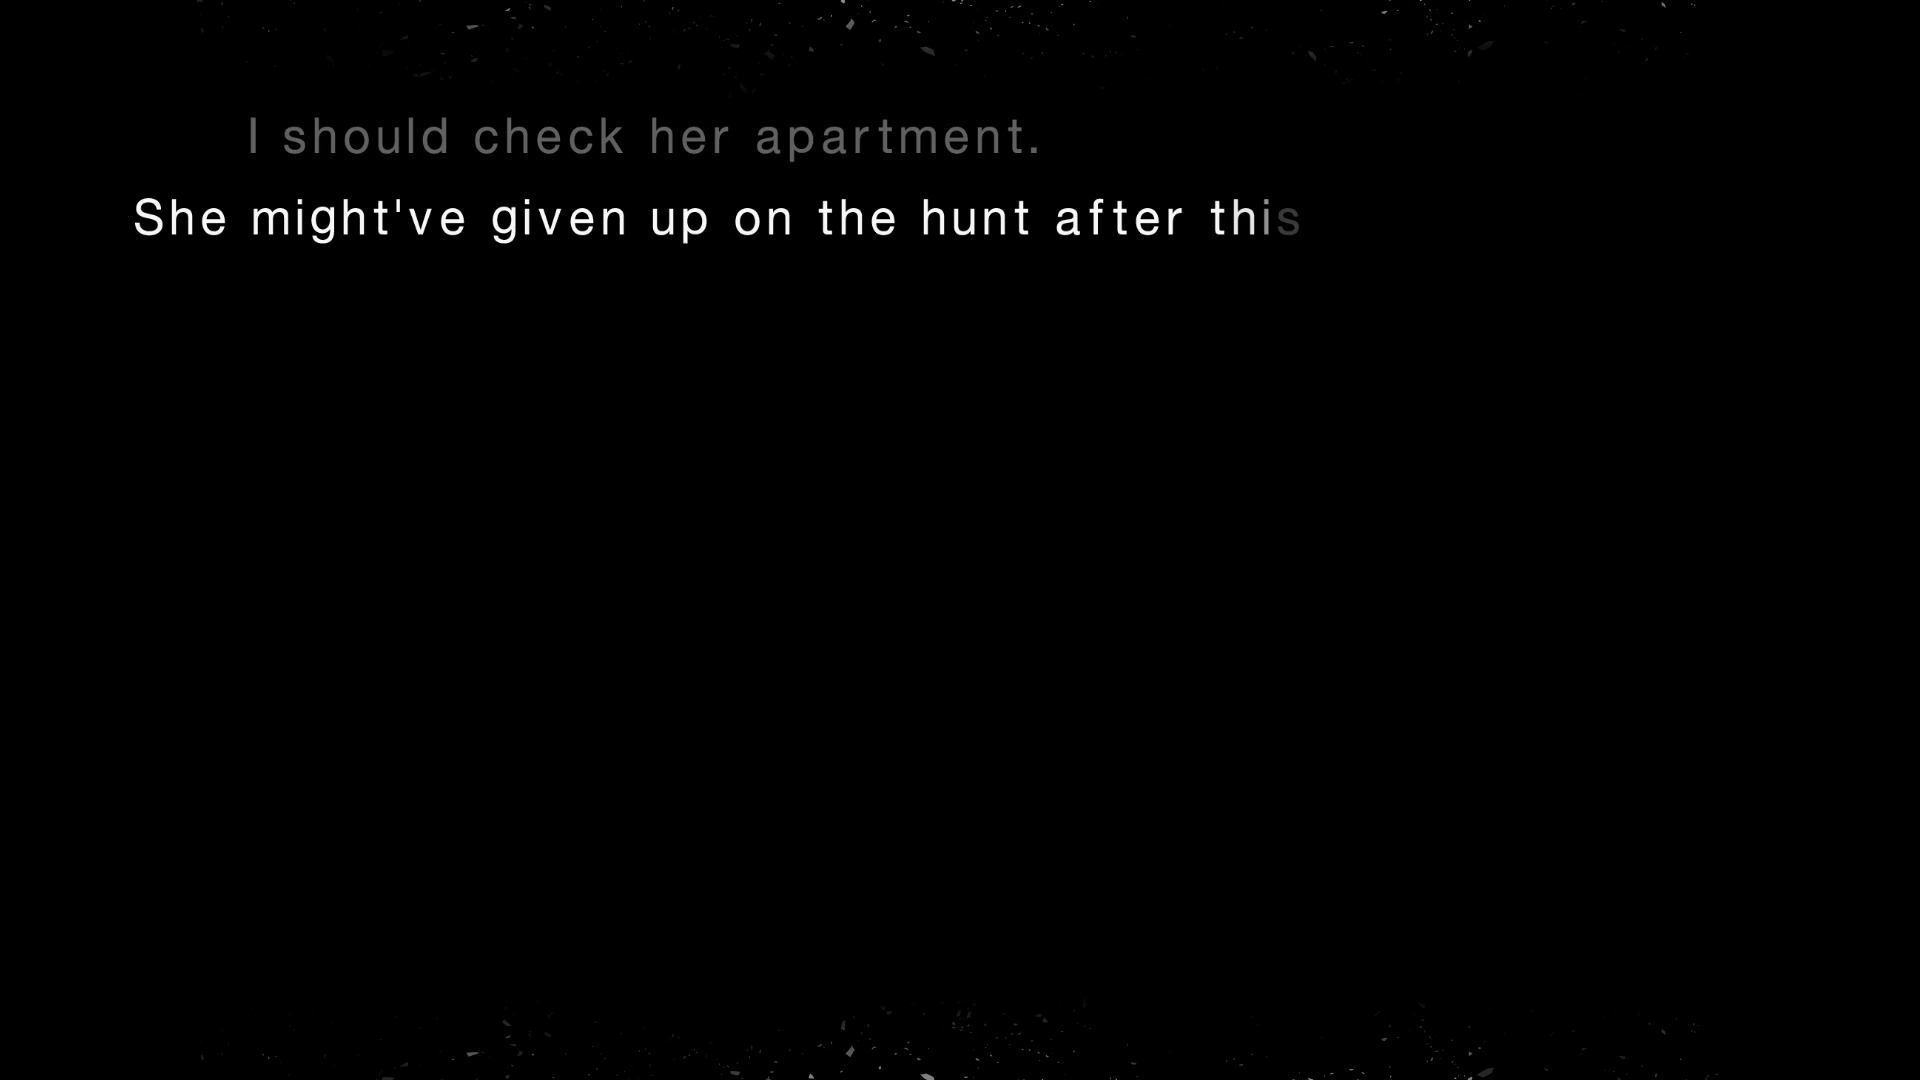 I should check her apartment.
She might've given up on the hunt after this